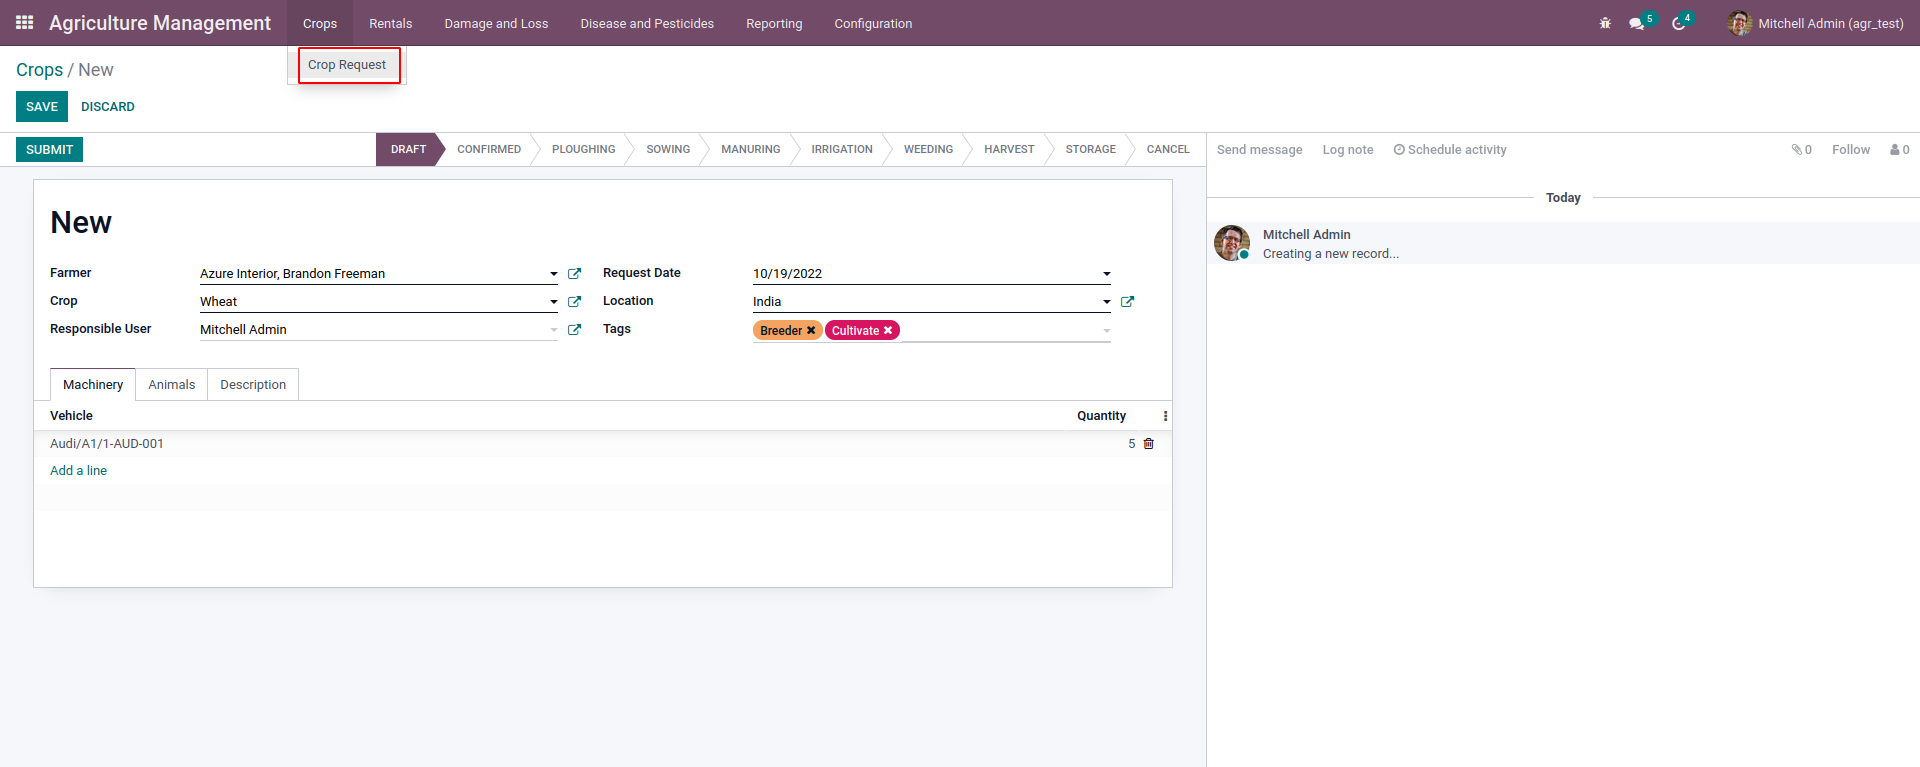 Agriculture Management Crops Rentals Damage and Loss Disease and Pesticides Reporting Configuration 5 4 Mitchell Admin (agr_test)
Crop Request
Crops / New
SAVE DISCARD
SUBMIT DRAFT CONFIRMED PLOUGHING SOWING MANURING IRRIGATION WEEDING HARVEST STORAGE CANCEL Send message Log note Schedule activity 0 Follow 0
Today
New
Mitchell Admin
Creating a new record...
Farmer Azure Interior, Brandon Freeman Request Date 10/19/2022
Crop Wheat Location India
Responsible User Mitchell Admin Tags Breeder Cultivate
Machinery Animals Description
Vehicle Quantity
Audi/A1/1-AUD-001 5
Add a line